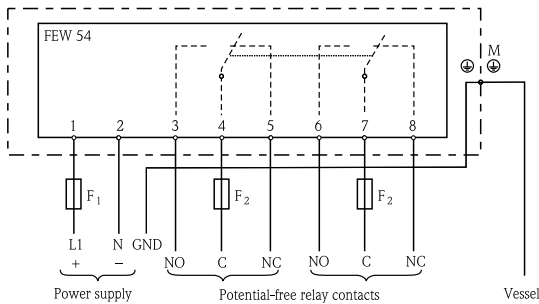 FEW 54
M
1 2 3 4 5 6 7 8
F1 F2 F2
L1 N GND NO C NC NO C NC
+ −
Power supply Potential-free relay contacts Vessel